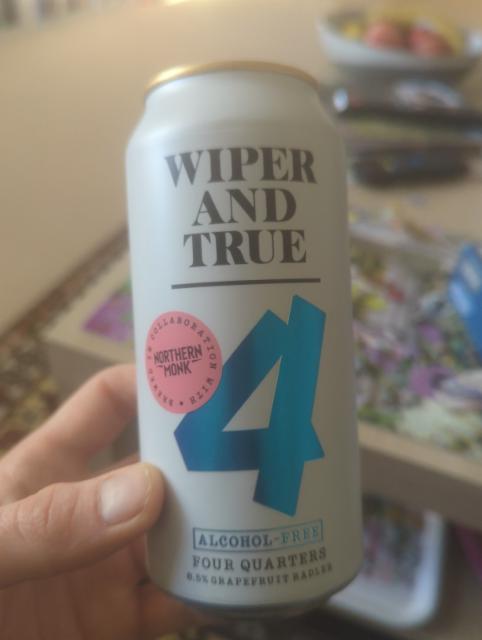 WIPER
AND
TRUE
BREWED IN COLLABORATION WITH
NORTHERN
MONK
4
ALCOHOL-FREE
FOUR QUARTERS
0.5% GRAPEFRUIT RADLER